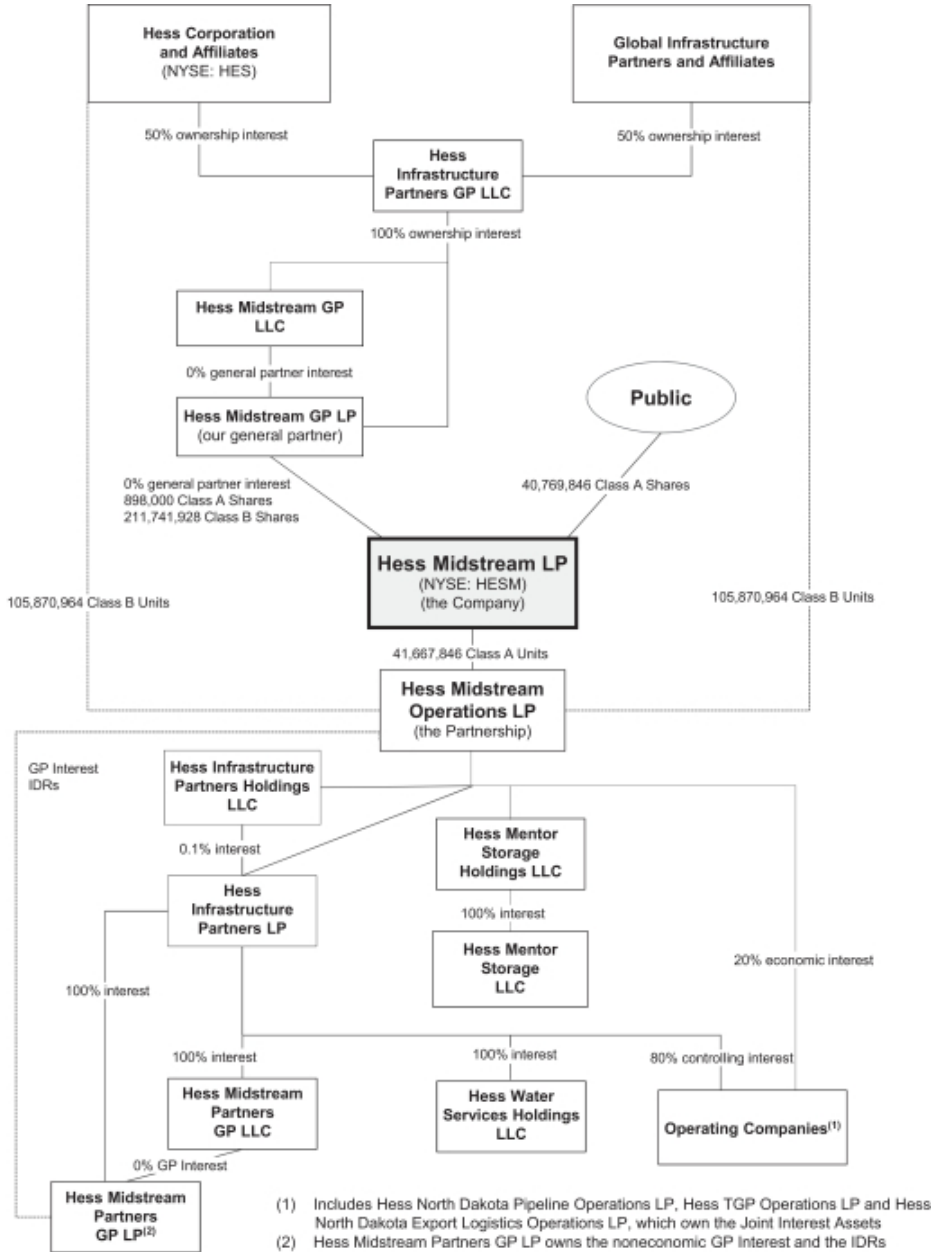 Hess Corporation
and Affiliates
(NYSE: HES)
Global Infrastructure
Partners and Affiliates
50% ownership interest
50% ownership interest
Hess
Infrastructure
Partners GP LLC
100% ownership interest
Hess Midstream GP
LLC
0% general partner interest
Hess Midstream GP LP
(our general partner)
Public
0% general partner interest
898,000 Class A Shares
211,741,928 Class B Shares
40,769,846 Class A Shares
Hess Midstream LP
(NYSE: HESM)
(the Company)
105,870,964 Class B Units
105,870,964 Class B Units
41,667,846 Class A Units
Hess Midstream
Operations LP
(the Partnership)
GP Interest
IDRs
Hess Infrastructure
Partners Holdings
LLC
0.1% interest
Hess Mentor
Storage
Holdings LLC
Hess
Infrastructure
Partners LP
100% interest
Hess Mentor
Storage
LLC
20% economic interest
100% interest
100% interest
100% interest
80% controlling interest
Hess Midstream
Partners
GP LLC
Hess Water
Services Holdings
LLC
Operating Companies(1)
0% GP Interest
Hess Midstream
Partners
GP LP(2)
(1) Includes Hess North Dakota Pipeline Operations LP, Hess TGP Operations LP and Hess
North Dakota Export Logistics Operations LP, which own the Joint Interest Assets
(2) Hess Midstream Partners GP LP owns the noneconomic GP Interest and the IDRs